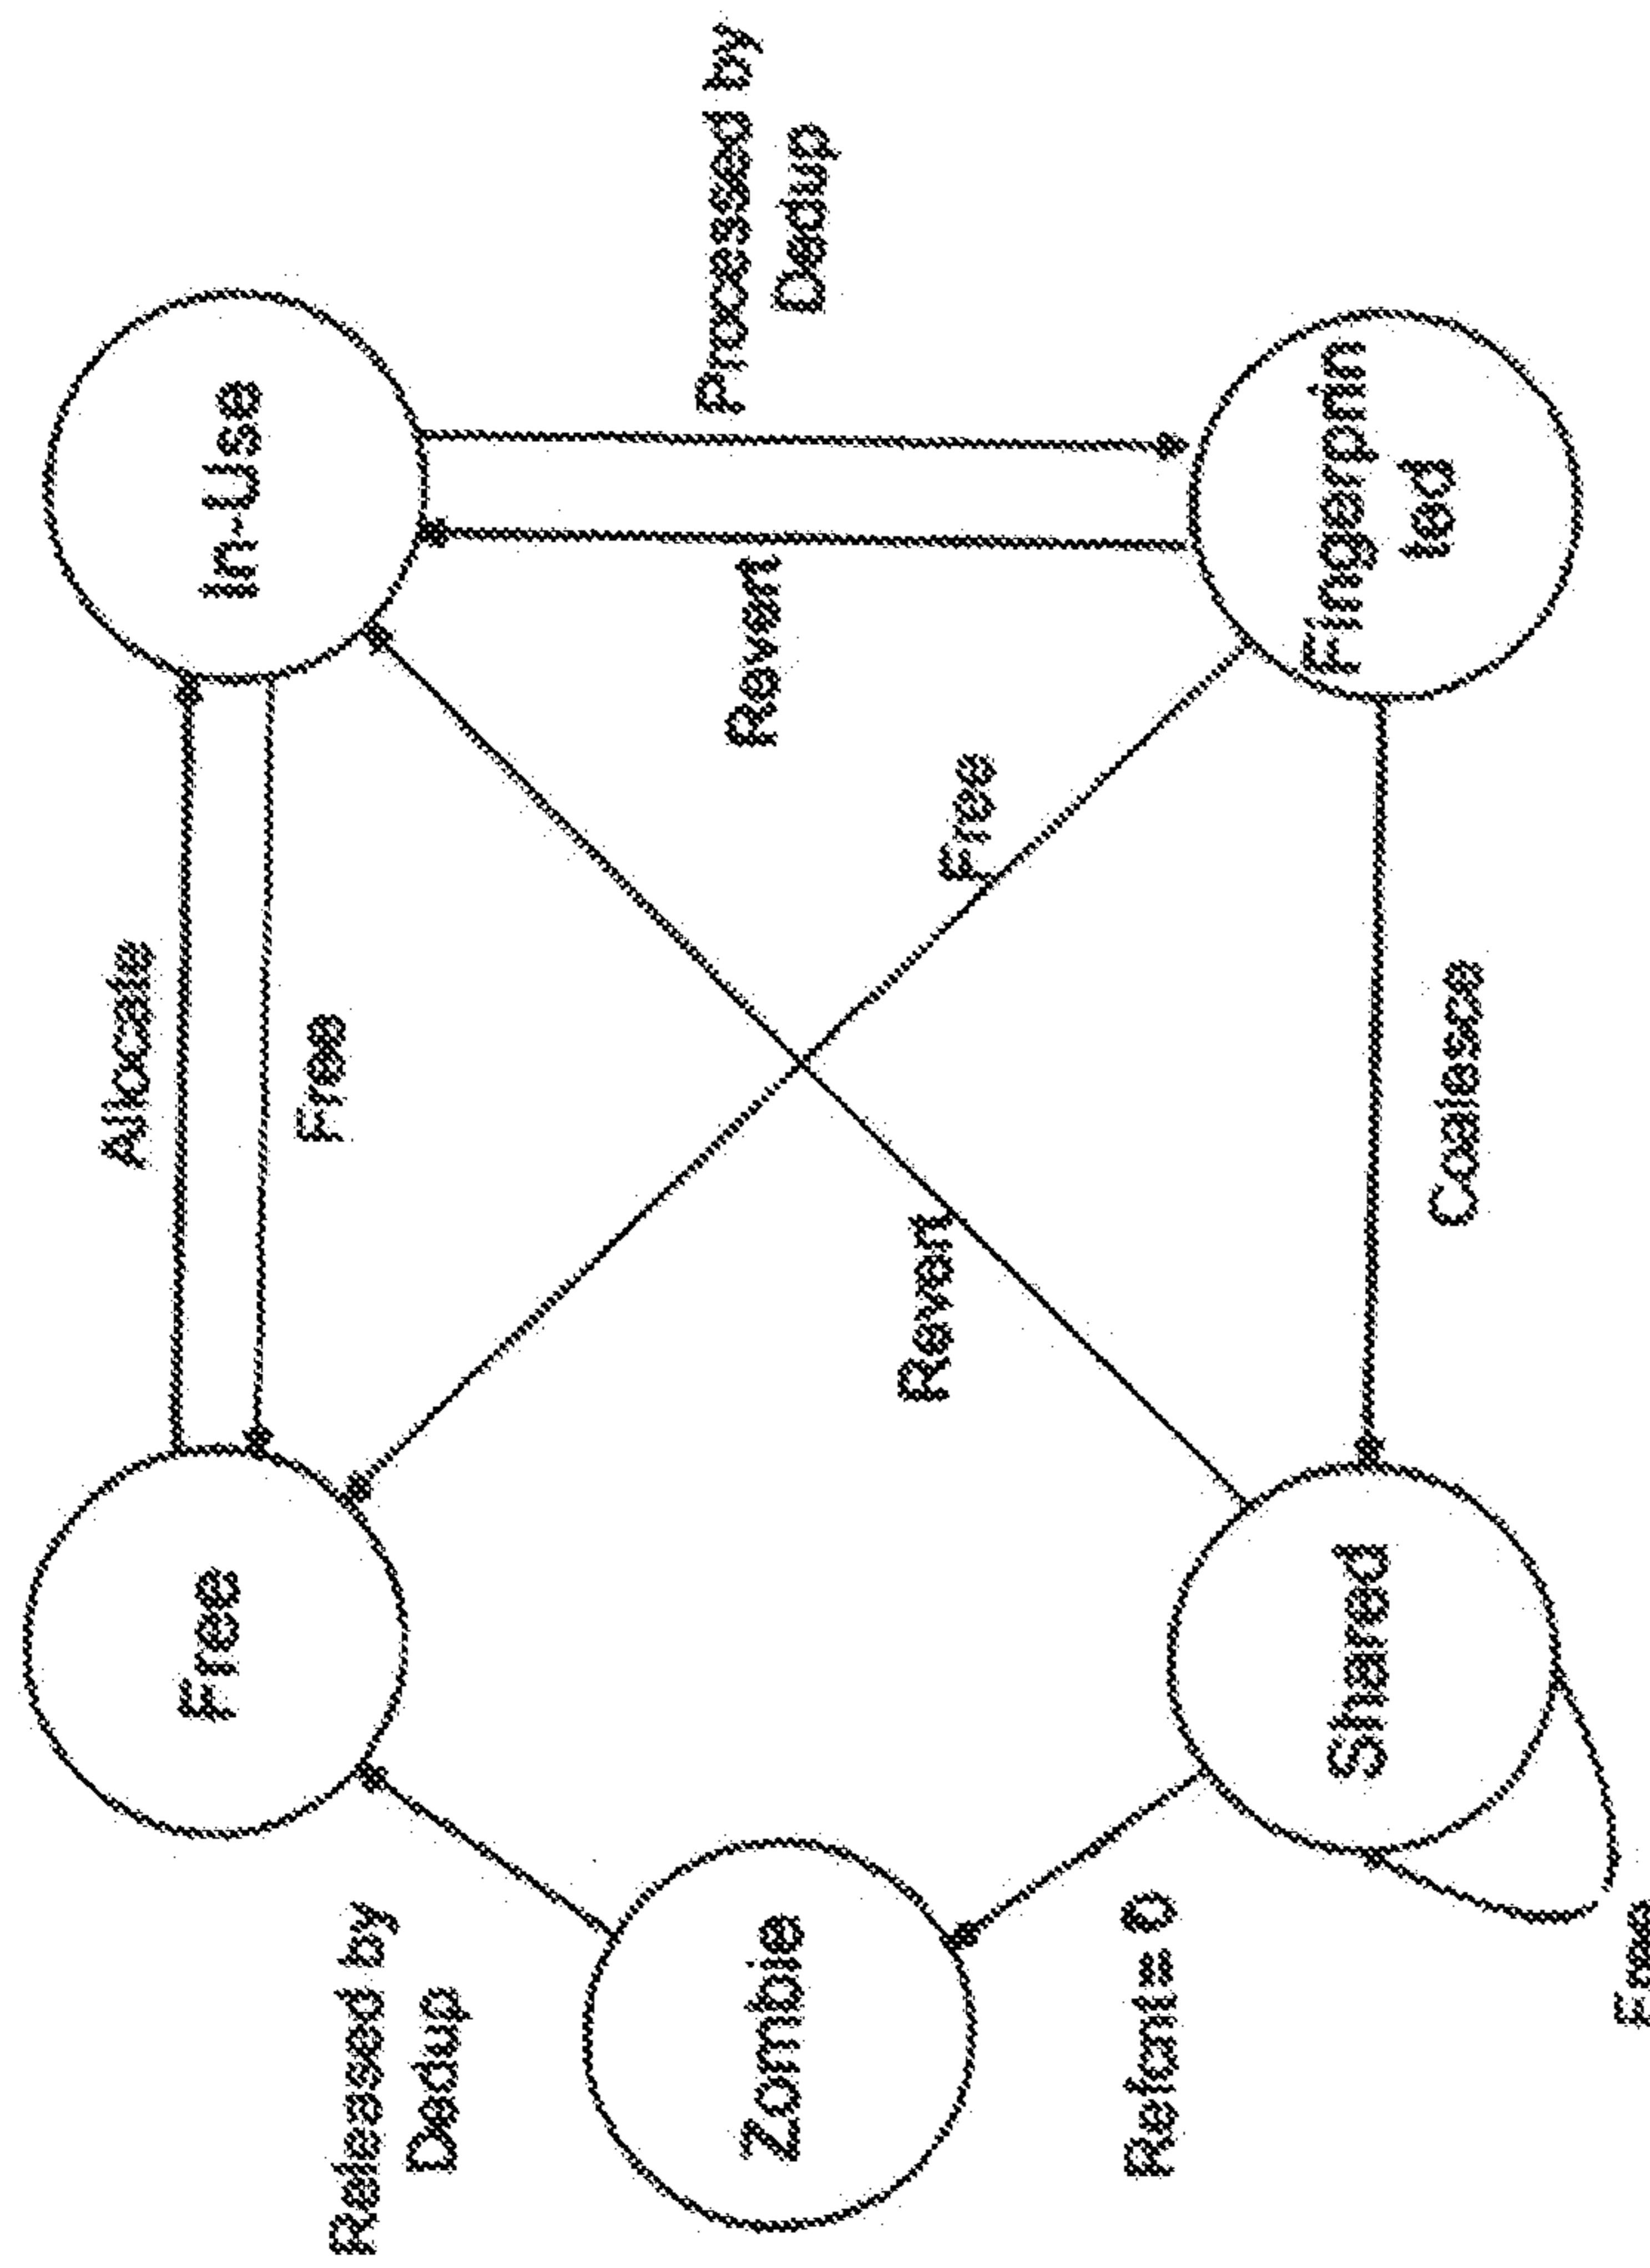 Allocate
Free
In-Use
Free
Released by
Dedup
Processed by
Dedup
Revert
Zombie
Revert
Free
Refcnt= 0
Shared
Fingerprin
ted
Coalesce
Free